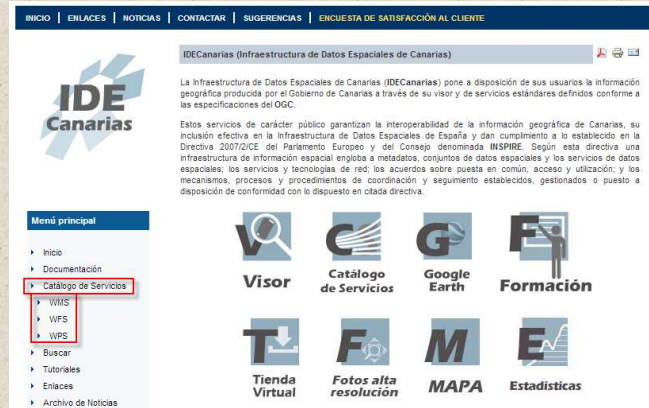 INICIO | ENLACES | NOTICIAS | CONTACTAR | SUGERENCIAS | ENCUESTA DE SATISFACCIÓN AL CLIENTE
IDE
Canarias
IDECanarias (Infraestructura de Datos Espaciales de Canarias)
La Infraestructura de Datos Espaciales de Canarias (IDECanarias) pone a disposición de sus usuarios la información
geográfica producida por el Gobierno de Canarias a través de su visor y de servicios estándares definidos conforme a
las especificaciones del OGC.
Estos servicios de carácter público garantizan la interoperabilidad de la información geográfica de Canarias, su
inclusión efectiva en la Infraestructura de Datos Espaciales de España y dan cumplimiento a lo establecido en la
Directiva 2007/2/CE del Parlamento Europeo y del Consejo denominada INSPIRE. Según esta directiva una
infraestructura de información espacial engloba a metadatos, conjuntos de datos espaciales y los servicios de datos
espaciales; los servicios y tecnologías de red; los acuerdos sobre puesta en común, acceso y utilización; y los
mecanismos, procesos y procedimientos de coordinación y seguimiento establecidos, gestionados o puesto a
disposición de conformidad con lo dispuesto en citada directiva.
Menú principal
Inicio
Documentación
Catálogo de Servicios
WMS
WFS
WPS
Buscar
Tutoriales
Enlaces
Archivo de Noticias
V
Visor
C
Catálogo
de Servicios
G
Google
Earth
F
Formación
T
Tienda
Virtual
F
Fotos alta
resolución
M
MAPA
E
Estadísticas